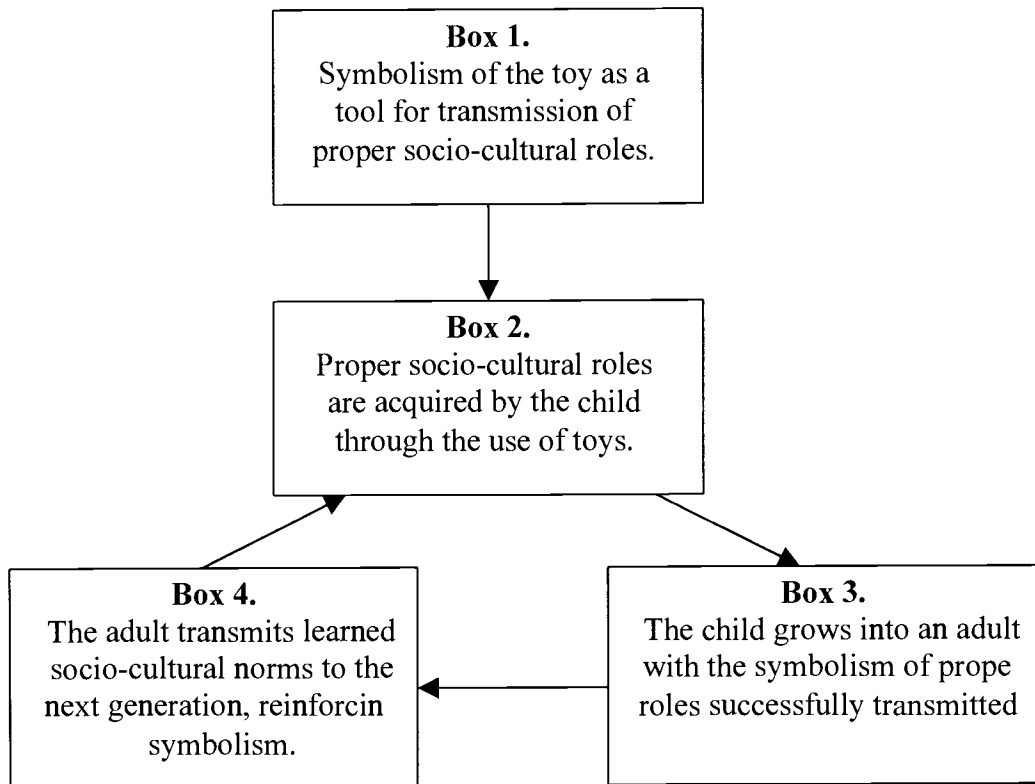 Box 1.
Symbolism of the toy as a
tool for transmission of
proper socio-cultural roles.
Box 2.
Proper socio-cultural roles
are acquired by the child
through the use of toys.
Box 4.
The adult transmits learned
socio-cultural norms to the
next generation, reinforcin
symbolism.
Box 3.
The child grows into an adult
with the symbolism of prope
roles successfully transmitted